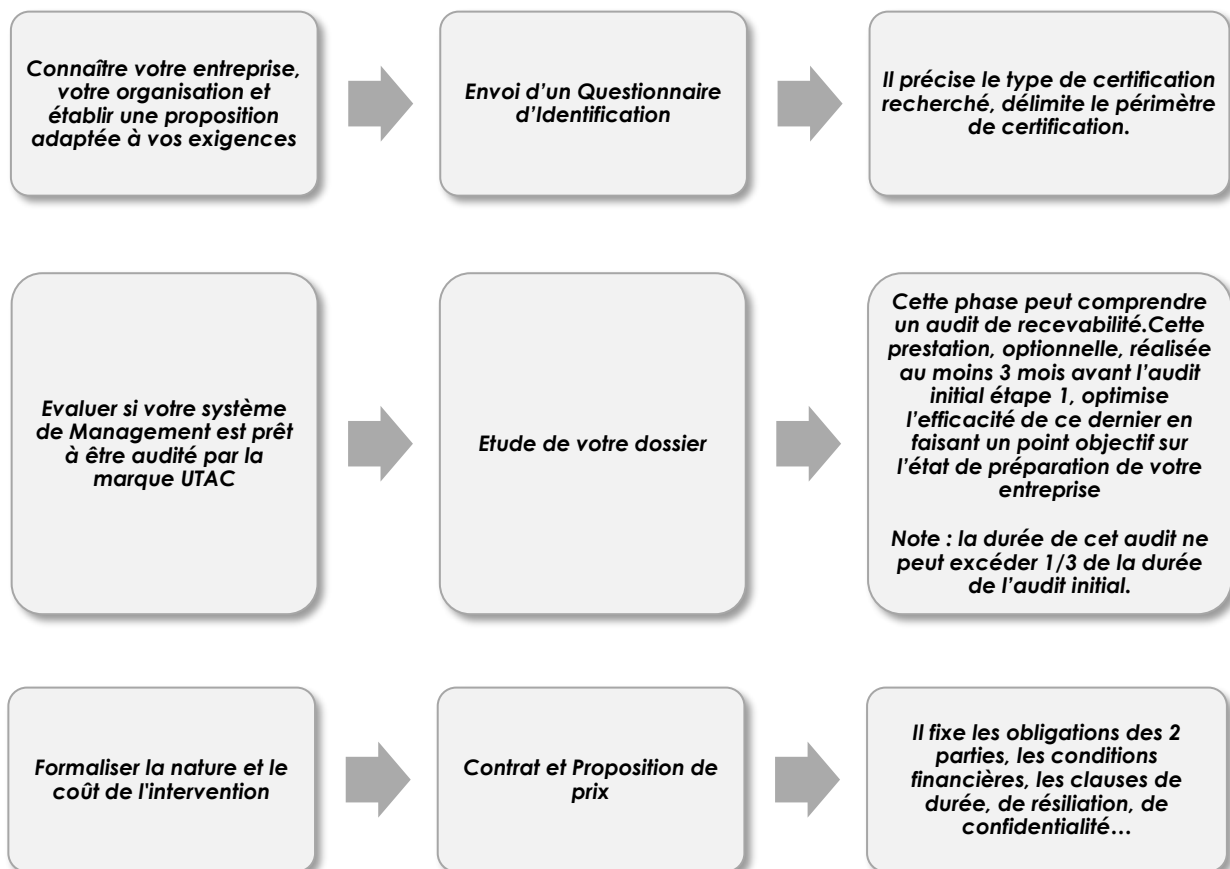 Connaître votre entreprise,
votre organisation et
établir une proposition
adaptée à vos exigences
Envoi d'un Questionnaire
d'Identification
Il précise le type de certification
recherché, délimite le périmètre
de certification.
Evaluer si votre système
de Management est prêt
à être audité par la
marque UTAC
Etude de votre dossier
Cette phase peut comprendre
un audit de recevabilité.Cette
prestation, optionnelle, réalisée
au moins 3 mois avant l'audit
initial étape 1, optimise
l'efficacité de ce dernier en
faisant un point objectif sur
l'état de préparation de votre
entreprise
Note : la durée de cet audit ne
peut excéder 1/3 de la durée
de l'audit initial.
Formaliser la nature et le
coût de l'intervention
Contrat et Proposition de
prix
Il fixe les obligations des 2
parties, les conditions
financières, les clauses de
durée, de résiliation, de
confidentialité…